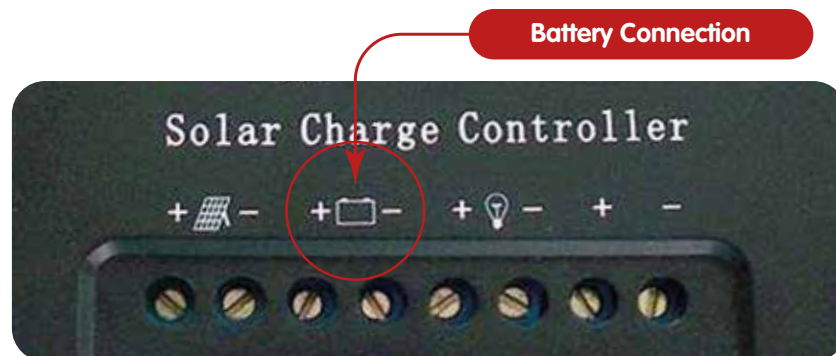 Battery Connection
Solar Charge Controller
+ - + - + - + -